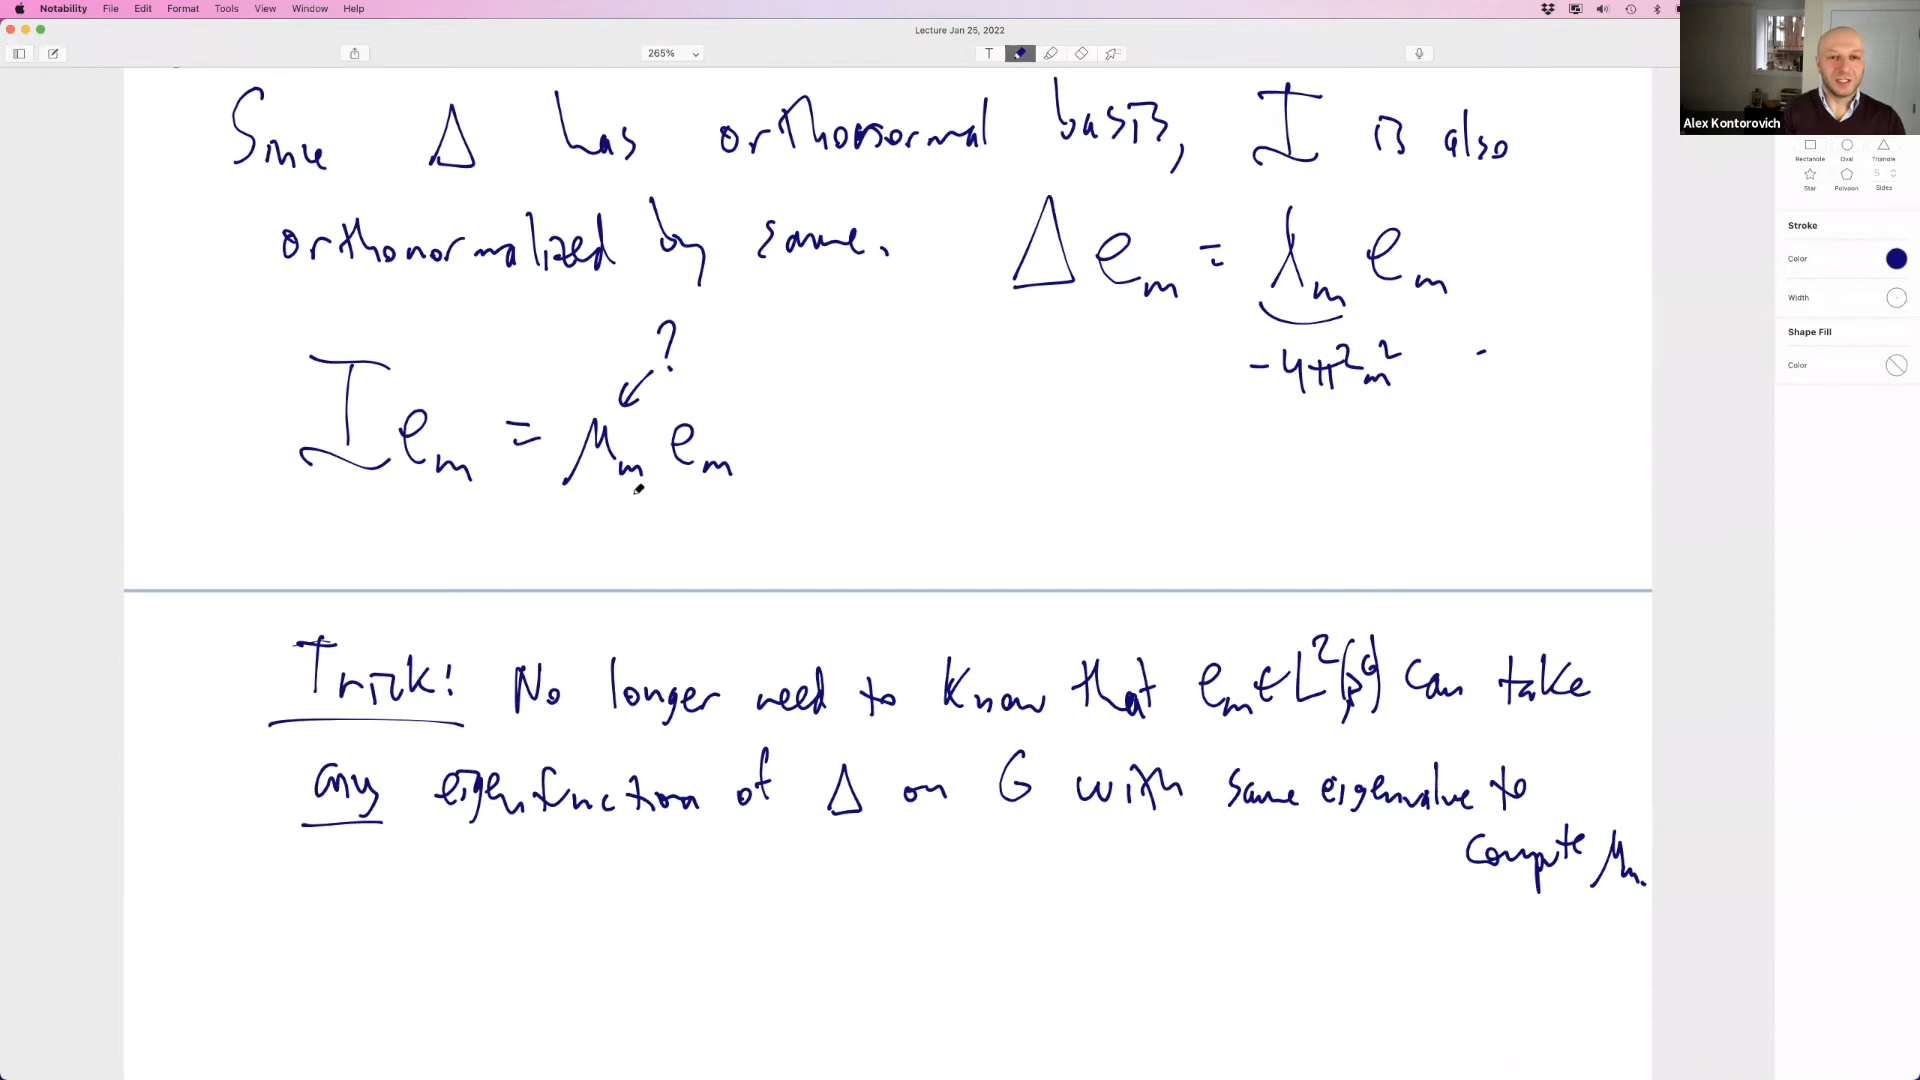 Notability File Edit Format Tools View Window Help
Lecture Jan 25, 2022
265%
Alex Kontorovich
Rectangle Oval Triangle
Star Polygon 5 Sides
Stroke
Color
Width
Shape Fill
Color
Since Δ has orthonormal basis, I is also
orthonormalized by same. Δ e_m = λ_m e_m
?
-4π²m²
I e_m = μ_m e_m
Trick! No longer need to know that e_m ∈ L²(Γ\G) can take
any eigenfunction of Δ on G with same eigenvalue to
compute μ_m.